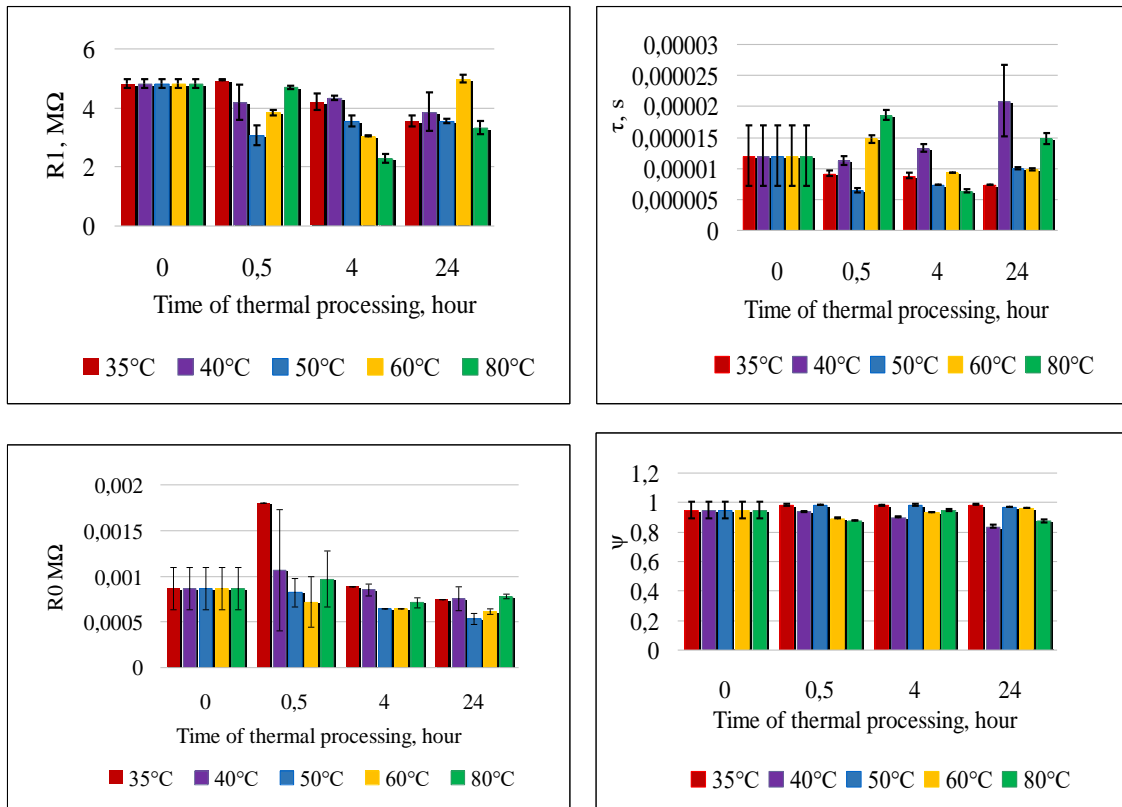 6
4
2
0
R1, MΩ
0 0,5 4 24
Time of thermal processing, hour
35°C 40°C 50°C 60°C 80°C
0,00003
0,000025
0,00002
0,000015
0,00001
0,000005
0
τ, s
0 0,5 4 24
Time of thermal processing, hour
35°C 40°C 50°C 60°C 80°C
0,002
0,0015
0,001
0,0005
0
R0 MΩ
0 0,5 4 24
Time of thermal processing, hour
35°C 40°C 50°C 60°C 80°C
1,2
1
0,8
0,6
0,4
0,2
0
ψ
0 0,5 4 24
Time of thermal processing, hour
35°C 40°C 50°C 60°C 80°C